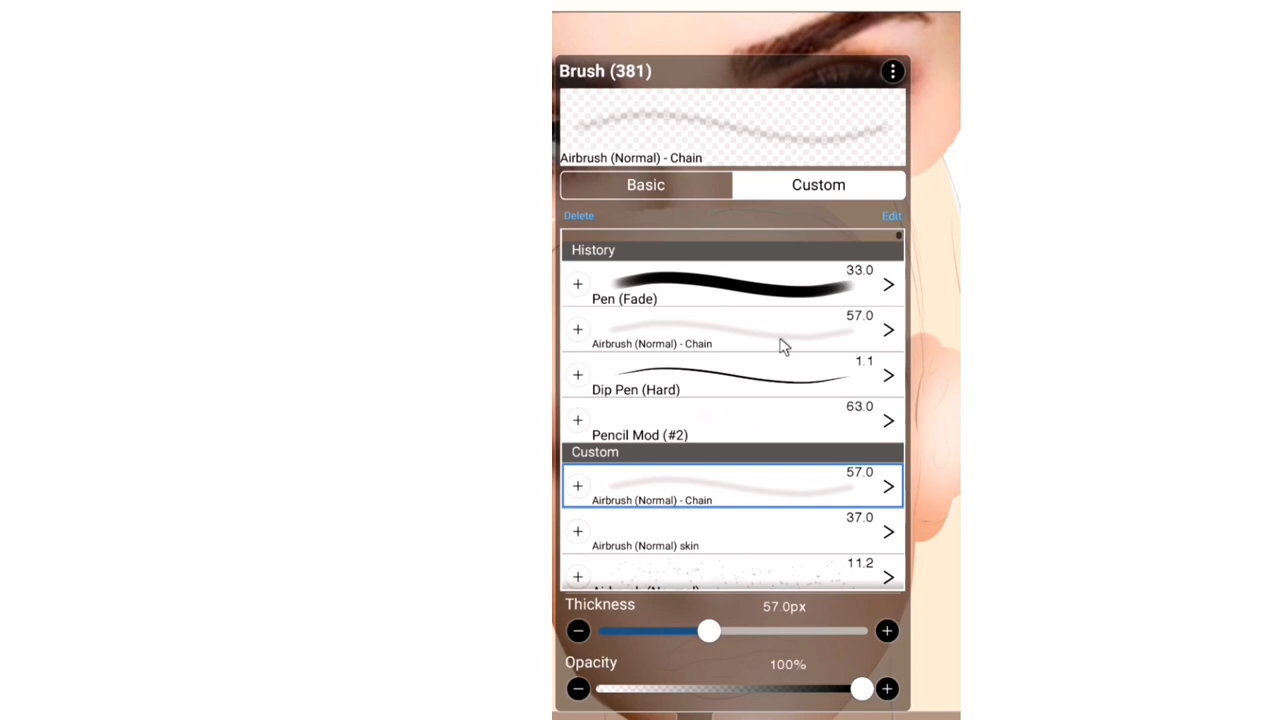 Brush (381)
Airbrush (Normal) - Chain
Basic Custom
Delete Edit
History
33.0
Pen (Fade)
57.0
Airbrush (Normal) - Chain
1.1
Dip Pen (Hard)
63.0
Pencil Mod (#2)
Custom
57.0
Airbrush (Normal) - Chain
37.0
Airbrush (Normal) skin
11.2
Thickness 57.0px
Opacity 100%